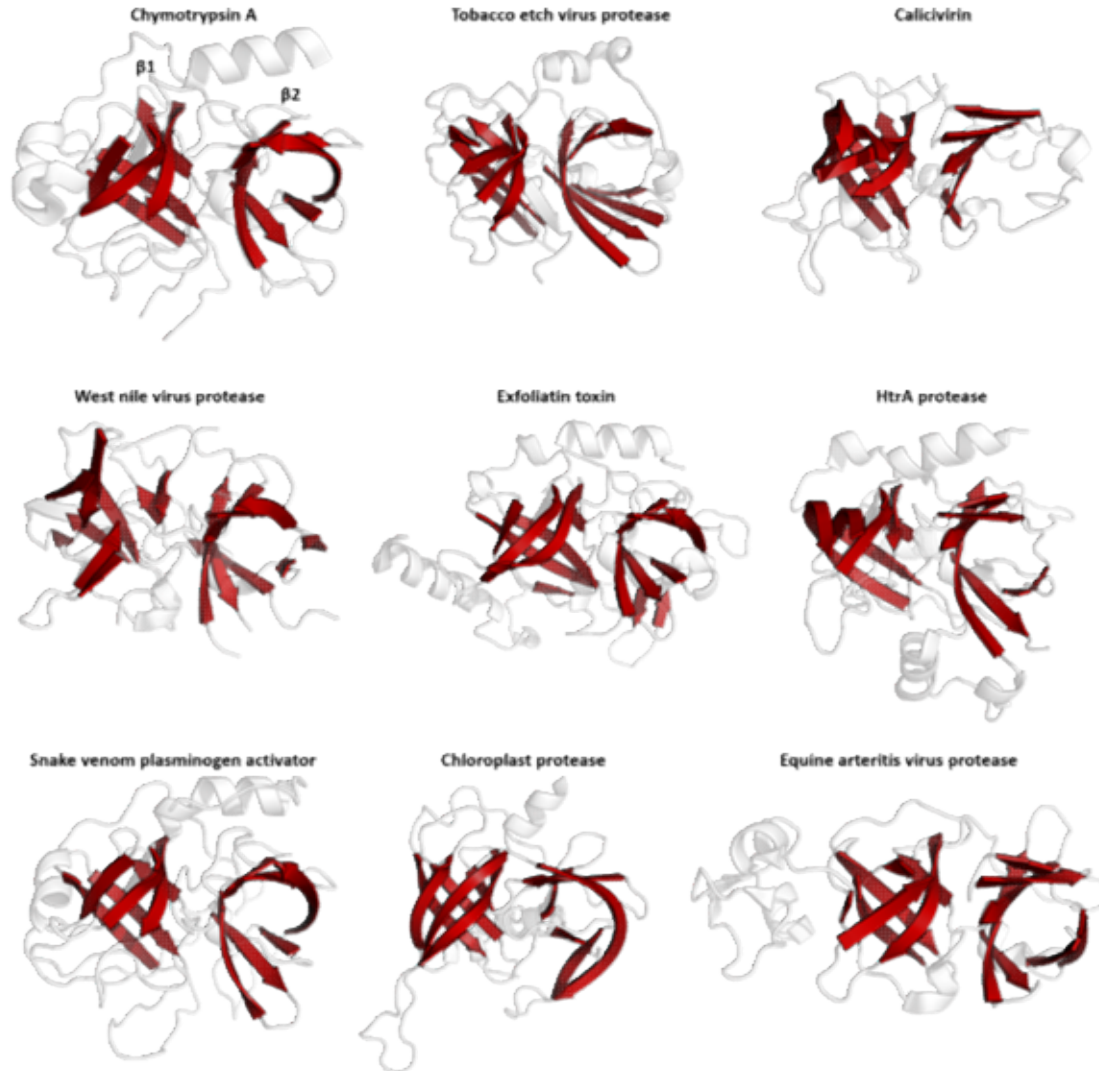 Chymotrypsin A
Tobacco etch virus protease
Calicivirin
β1
β2
West nile virus protease
Exfoliatin toxin
HtrA protease
Snake venom plasminogen activator
Chloroplast protease
Equine arteritis virus protease